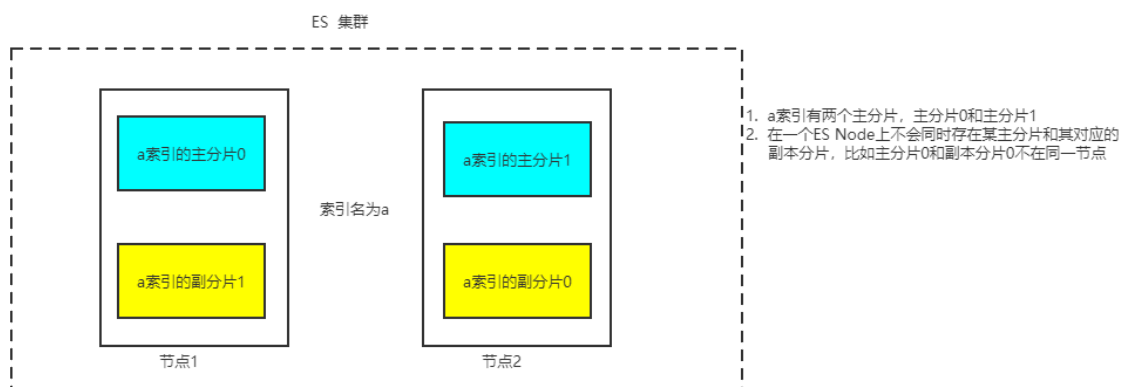 ES 集群
a索引的主分片0
a索引的主分片1
索引名为a
a索引的副分片1
a索引的副分片0
节点1
节点2
1. a索引有两个主分片，主分片0和主分片1
2. 在一个ES Node上不会同时存在某主分片和其对应的
副本分片，比如主分片0和副本分片0不在同一节点